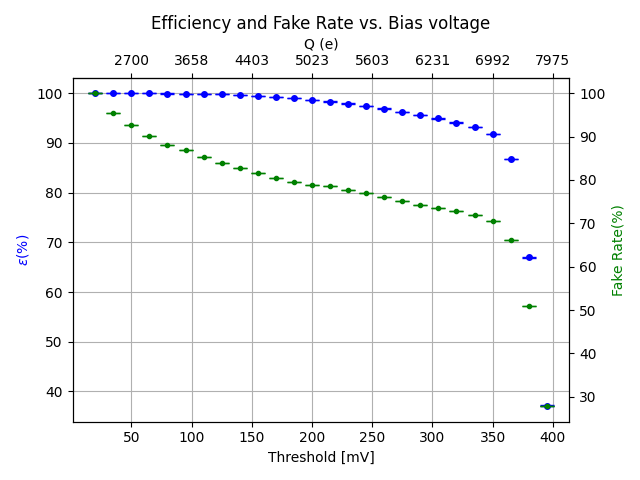 Efficiency and Fake Rate vs. Bias voltage
Q (e)
2700 3658 4403 5023 5603 6231 6992 7975
100 90 80 70 60 50 40
ε(%)
100 90 80 70 60 50 40 30
Fake Rate(%)
50 100 150 200 250 300 350 400
Threshold [mV]